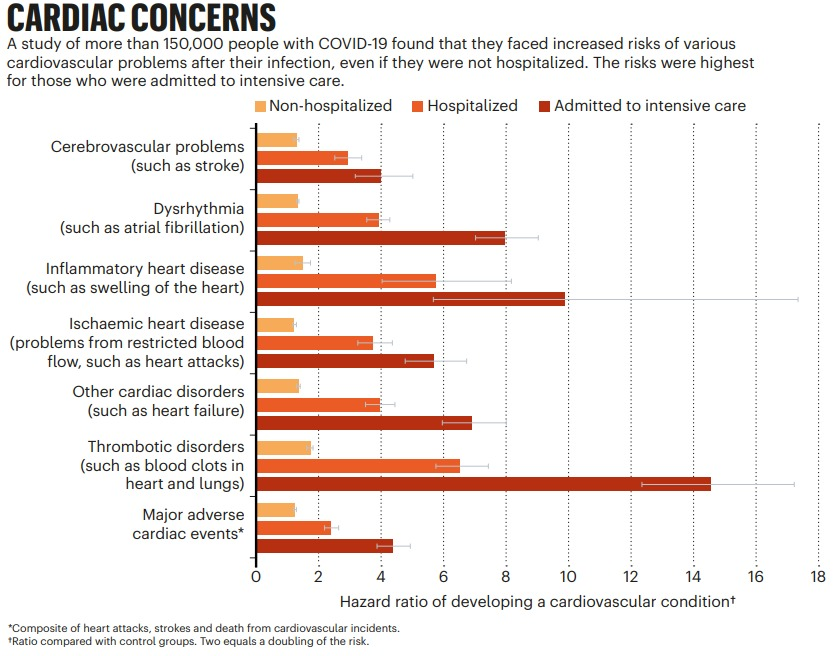 CARDIAC CONCERNS
A study of more than 150,000 people with COVID-19 found that they faced increased risks of various
cardiovascular problems after their infection, even if they were not hospitalized. The risks were highest
for those who were admitted to intensive care.
Non-hospitalized Hospitalized Admitted to intensive care
Cerebrovascular problems
(such as stroke)
Dysrhythmia
(such as atrial fibrillation)
Inflammatory heart disease
(such as swelling of the heart)
Ischaemic heart disease
(problems from restricted blood
flow, such as heart attacks)
Other cardiac disorders
(such as heart failure)
Thrombotic disorders
(such as blood clots in
heart and lungs)
Major adverse
cardiac events*
0 2 4 6 8 10 12 14 16 18
Hazard ratio of developing a cardiovascular condition†
*Composite of heart attacks, strokes and death from cardiovascular incidents.
†Ratio compared with control groups. Two equals a doubling of the risk.